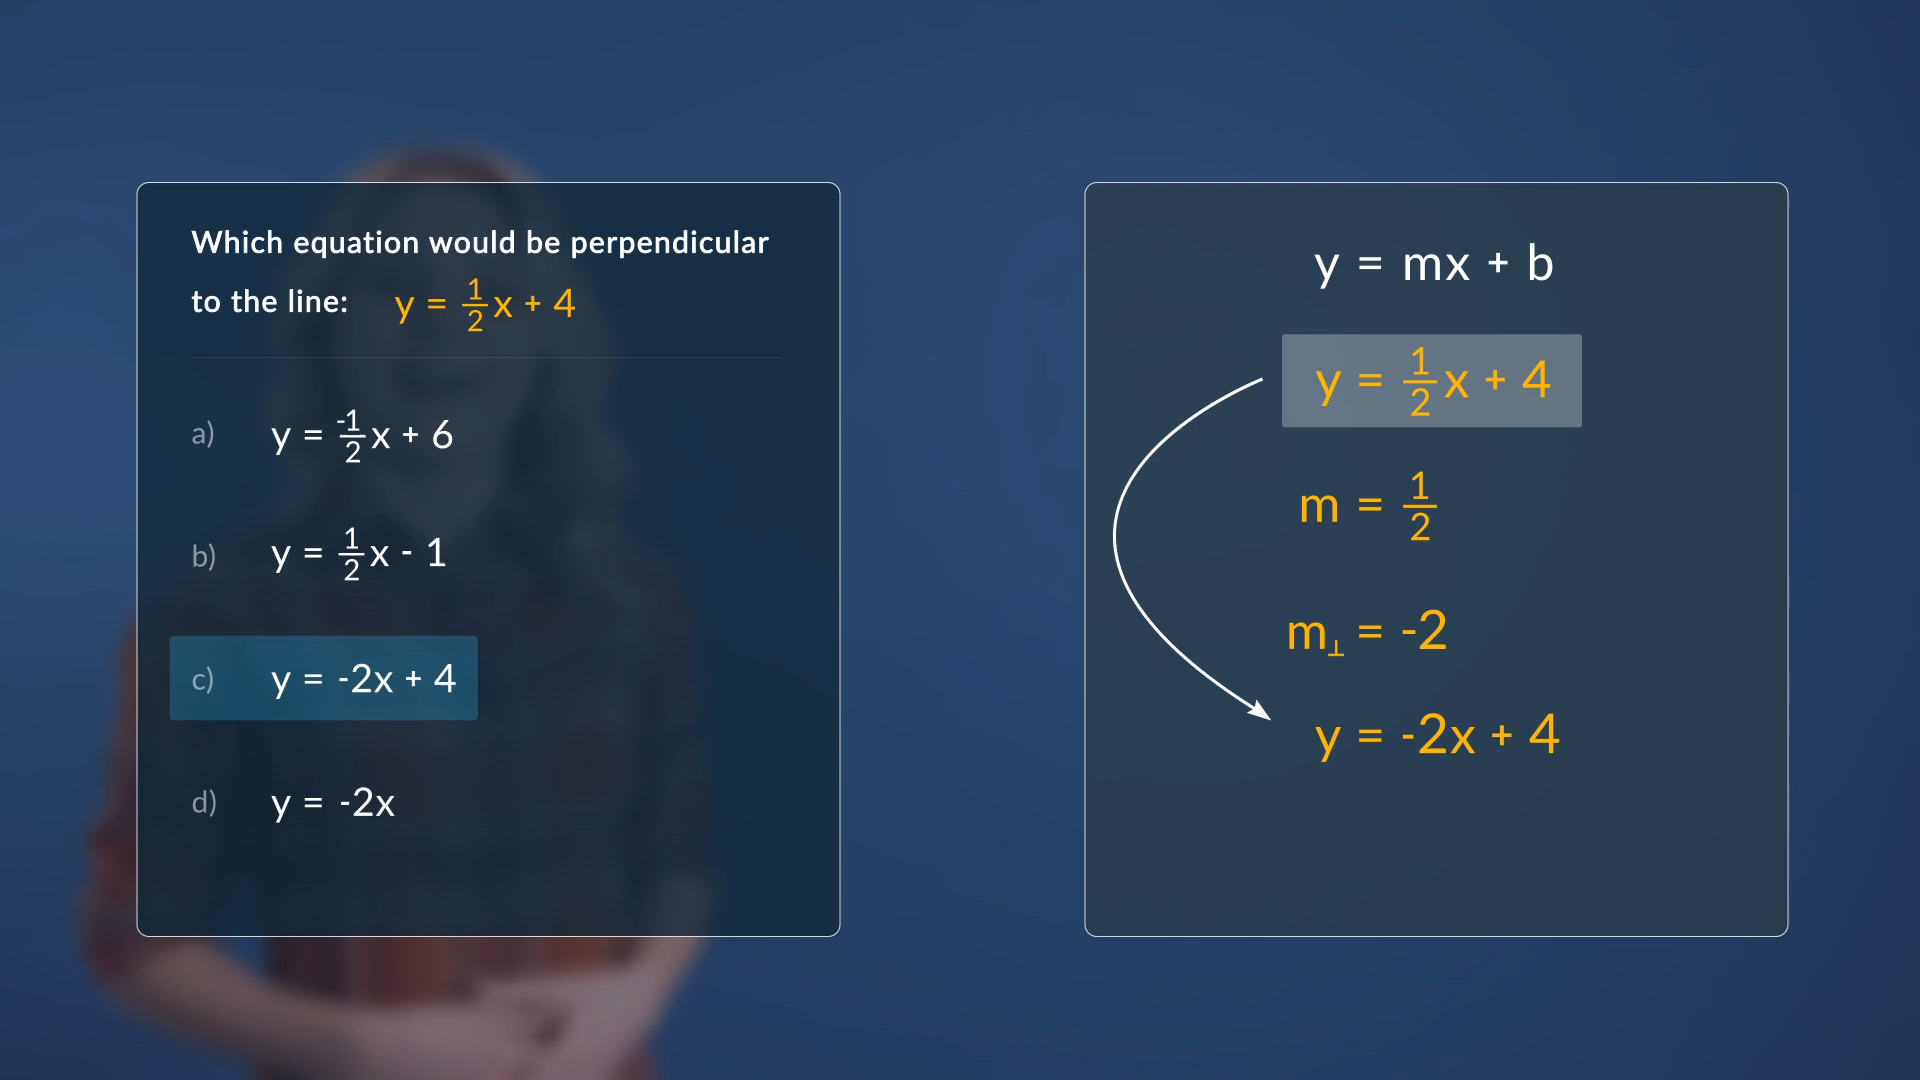 Which equation would be perpendicular
to the line: y = 1/2x + 4
a) y = -1/2x + 6
b) y = 1/2x - 1
c) y = -2x + 4
d) y = -2x
y = mx + b
y = 1/2x + 4
m = 1/2
m⊥ = -2
y = -2x + 4